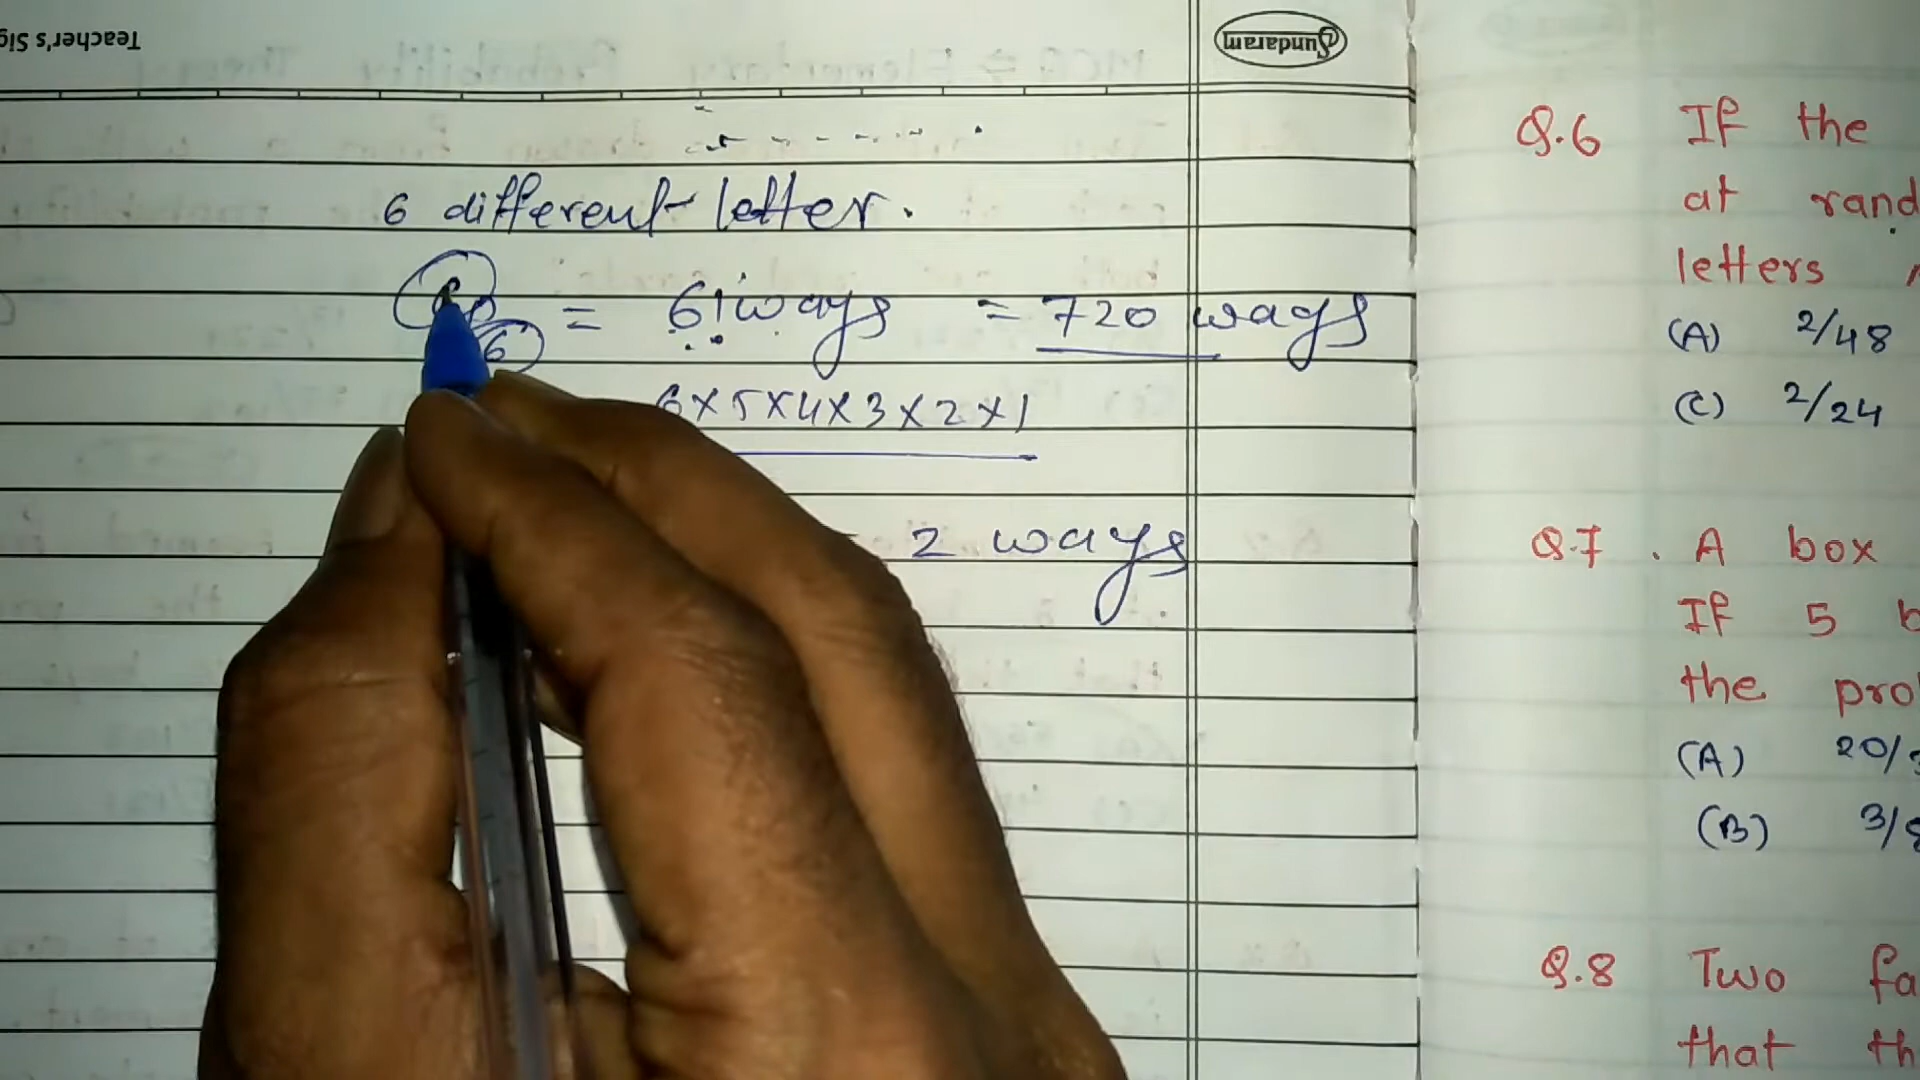 Teacher's Sig
Sundaram
6 different letter.
6P6 = 6! ways = 720 ways
6 x 5 x 4 x 3 x 2 x 1
2 ways
Q.6 If the
at rand
letters
(A) 2/48
(C) 2/24
Q.7. A box
If 5 b
the pro
(A) 20/
(B) 3/8
Q.8 Two fa
that th